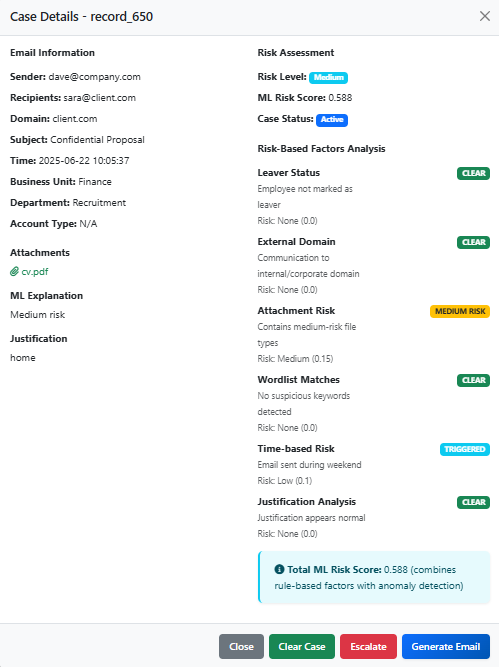 Case Details - record_650
Email Information
Sender: dave@company.com
Recipients: sara@client.com
Domain: client.com
Subject: Confidential Proposal
Time: 2025-06-22 10:05:37
Business Unit: Finance
Department: Recruitment
Account Type: N/A
Attachments
cv.pdf
ML Explanation
Medium risk
Justification
home
Risk Assessment
Risk Level: Medium
ML Risk Score: 0.588
Case Status: Active
Risk-Based Factors Analysis
Leaver Status CLEAR
Employee not marked as
leaver
Risk: None (0.0)
External Domain CLEAR
Communication to
internal/corporate domain
Risk: None (0.0)
Attachment Risk MEDIUM RISK
Contains medium-risk file
types
Risk: Medium (0.15)
Wordlist Matches CLEAR
No suspicious keywords
detected
Risk: None (0.0)
Time-based Risk TRIGGERED
Email sent during weekend
Risk: Low (0.1)
Justification Analysis CLEAR
Justification appears normal
Risk: None (0.0)
Total ML Risk Score: 0.588 (combines
rule-based factors with anomaly detection)
Close Clear Case Escalate Generate Email